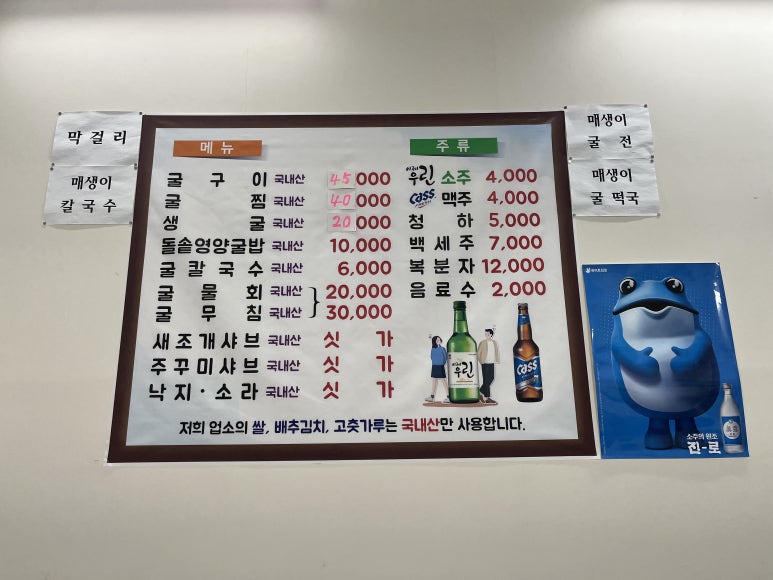 막걸리
매생이
칼국수
메뉴
굴구이 국내산 45,000
굴찜 국내산 40,000
생굴 국내산 20,000
돌솥영양굴밥 국내산 10,000
굴칼국수 국내산 6,000
굴물회 국내산 20,000
굴무침 국내산 30,000
새조개샤브 국내산 싯가
주꾸미샤브 국내산 싯가
낙지·소라 국내산 싯가
주류
이제우린 소주 4,000
Cass 맥주 4,000
청하 5,000
백세주 7,000
복분자 12,000
음료수 2,000
이제우린
Cass
저희 업소의 쌀, 배추김치, 고춧가루는 국내산만 사용합니다.
매생이
굴전
매생이
굴떡국
소주의 원조
진-로